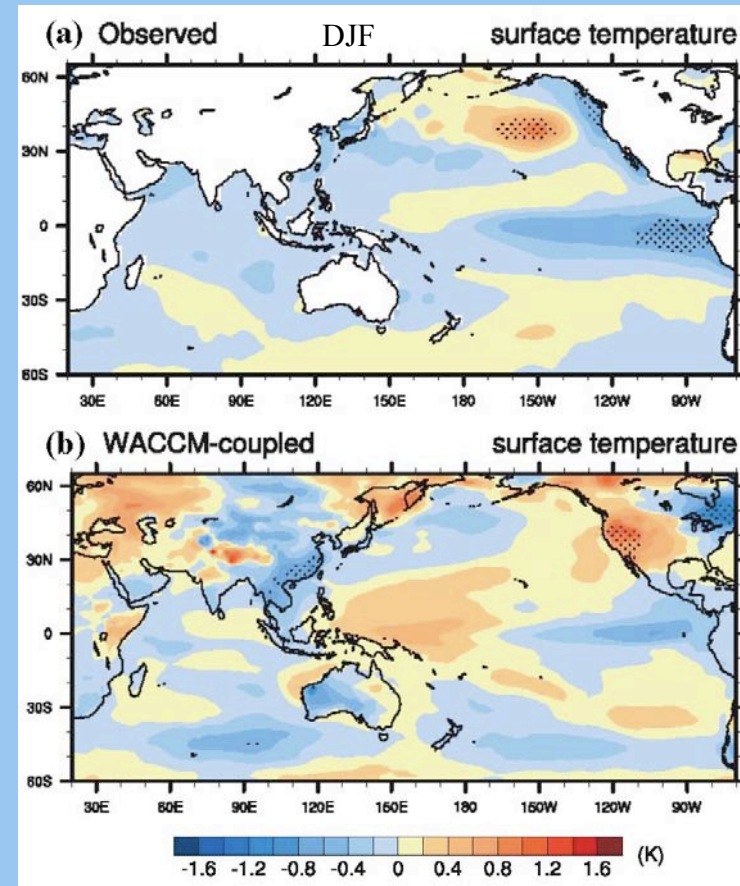 (a) Observed DJF surface temperature
60N
30N
0
30S
60S
30E 60E 90E 120E 150E 180 150W 120W 90W
(b) WACCM-coupled surface temperature
60N
30N
0
30S
60S
30E 60E 90E 120E 150E 180 150W 120W 90W
-1.6 -1.2 -0.8 -0.4 0 0.4 0.8 1.2 1.6 (K)